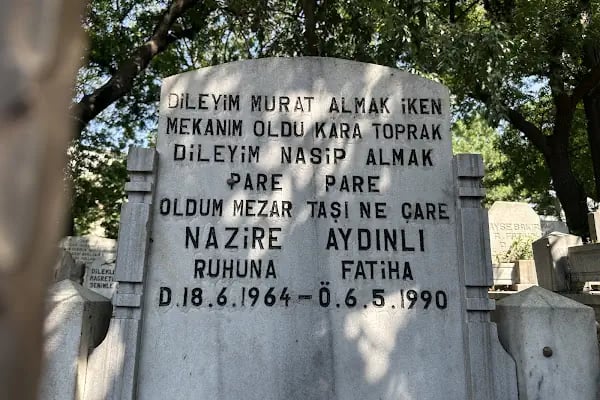 DİLEYİM MURAT ALMAK İKEN
MEKANIM OLDU KARA TOPRAK
DİLEYİM NASİP ALMAK
PARE PARE
OLDUM MEZAR TAŞI NE ÇARE
NAZİRE AYDINLI
RUHUNA FATİHA
D.18.6.1964 - Ö.6.5.1990